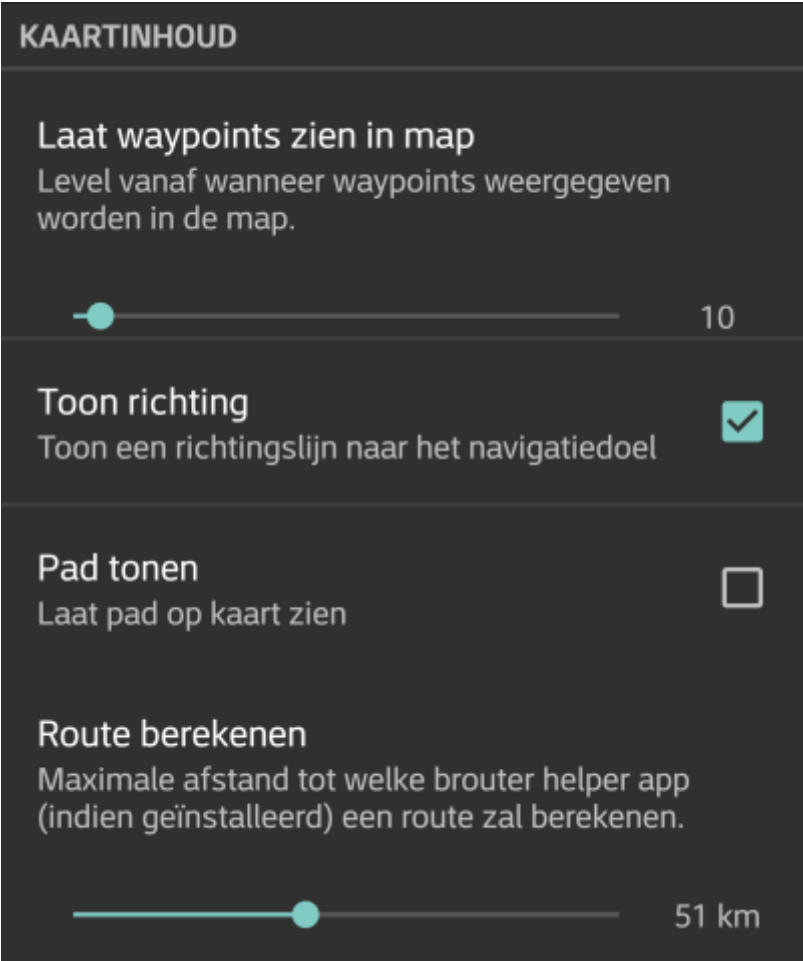 KAARTINHOUD
Laat waypoints zien in map
Level vanaf wanneer waypoints weergegeven
worden in de map.
10
Toon richting
Toon een richtingslijn naar het navigatiedoel
Pad tonen
Laat pad op kaart zien
Route berekenen
Maximale afstand tot welke brouter helper app
(indien geïnstalleerd) een route zal berekenen.
51 km